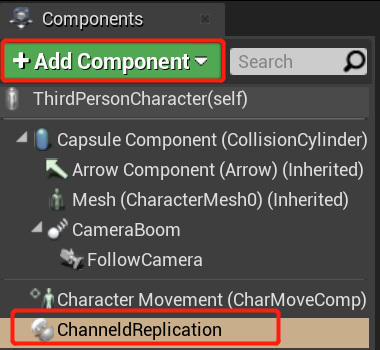 Components
+ Add Component
Search
ThirdPersonCharacter(self)
Capsule Component (CollisionCylinder)
Arrow Component (Arrow) (Inherited)
Mesh (CharacterMesh0) (Inherited)
CameraBoom
FollowCamera
Character Movement (CharMoveComp)
ChanneldReplication